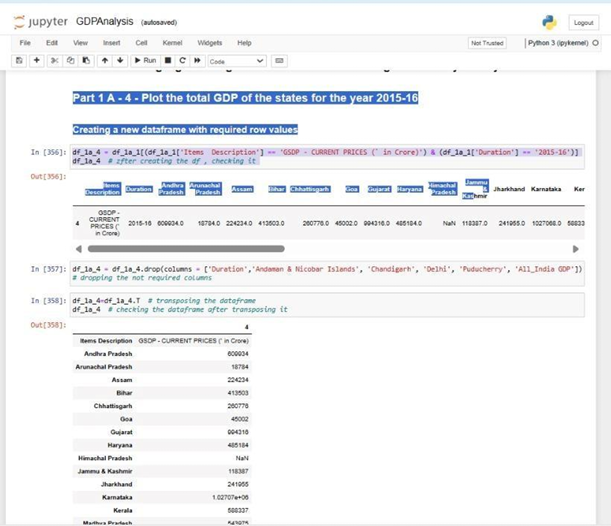 jupyter GDPAnalysis (autosaved)
Logout
File Edit View Insert Cell Kernel Widgets Help
Not Trusted
Python 3 (ipykernel)
Run
Code
Part 1 A - 4 - Plot the total GDP of the states for the year 2015-16
Creating a new dataframe with required row values
In [356]: df_1a_4 = df_1a_1[(df_1a_1['Items  Description'] == 'GSDP - CURRENT PRICES (` in Crore)') & (df_1a_1['Duration'] == '2015-16')]
df_1a_4  # after creating the df , checking it
Out[356]:
Items Description Duration Andhra Pradesh Arunachal Pradesh Assam Bihar Chhattisgarh Goa Gujarat Haryana Himachal Pradesh Jammu & Kashmir Jharkhand Karnataka Ker
4 GSDP - CURRENT PRICES (` in Crore) 2015-16 609934.0 18784.0 224234.0 413503.0 260776.0 45002.0 994316.0 485184.0 NaN 118387.0 241955.0 1027068.0 58833
In [357]: df_1a_4 = df_1a_4.drop(columns = ['Duration','Andaman & Nicobar Islands', 'Chandigarh', 'Delhi', 'Puducherry', 'All_India GDP'])
# dropping the not required columns
In [358]: df_1a_4=df_1a_4.T  # transposing the dataframe
df_1a_4  # checking the dataframe after transposing it
Out[358]:
4
Items Description GSDP - CURRENT PRICES (` in Crore)
Andhra Pradesh 609934
Arunachal Pradesh 18784
Assam 224234
Bihar 413503
Chhattisgarh 260776
Goa 45002
Gujarat 994316
Haryana 485184
Himachal Pradesh NaN
Jammu & Kashmir 118387
Jharkhand 241955
Karnataka 1.02707e+06
Kerala 588337
Madhya Pradesh 543975